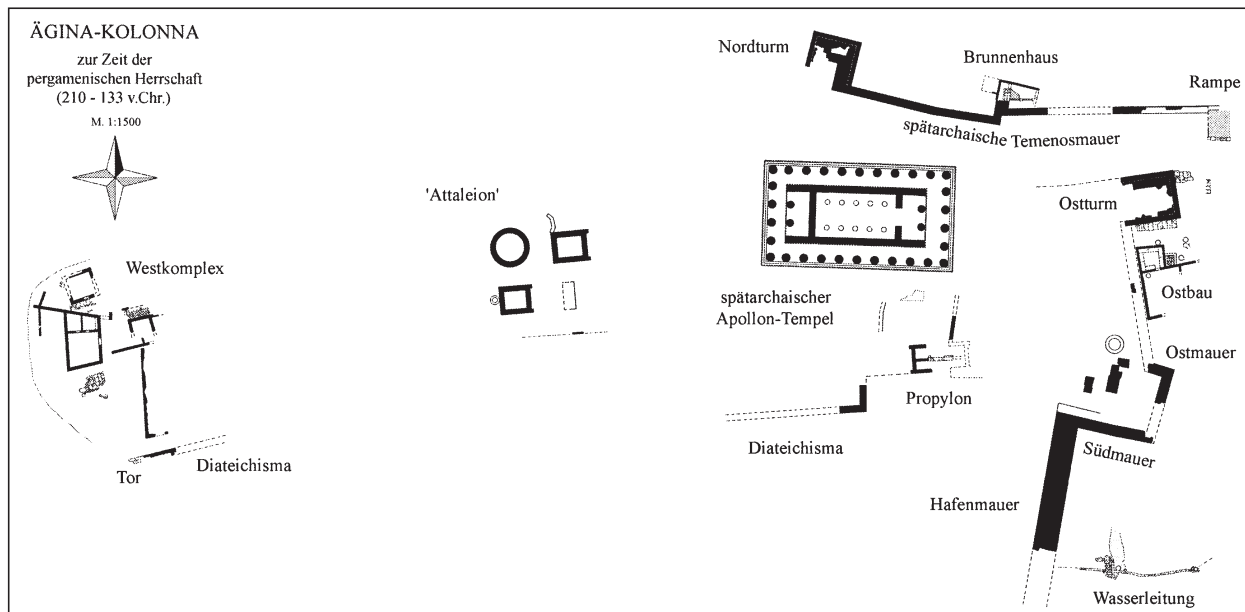 ÄGINA-KOLONNA
zur Zeit der
pergamenischen Herrschaft
(210 - 133 v.Chr.)
M. 1:1500
Nordturm
Brunnenhaus
Rampe
spätarchaische Temenosmauer
'Attaleion'
Ostturm
Westkomplex
Ostbau
spätarchaischer
Apollon-Tempel
Ostmauer
Propylon
Diateichisma
Südmauer
Tor
Diateichisma
Hafenmauer
Wasserleitung